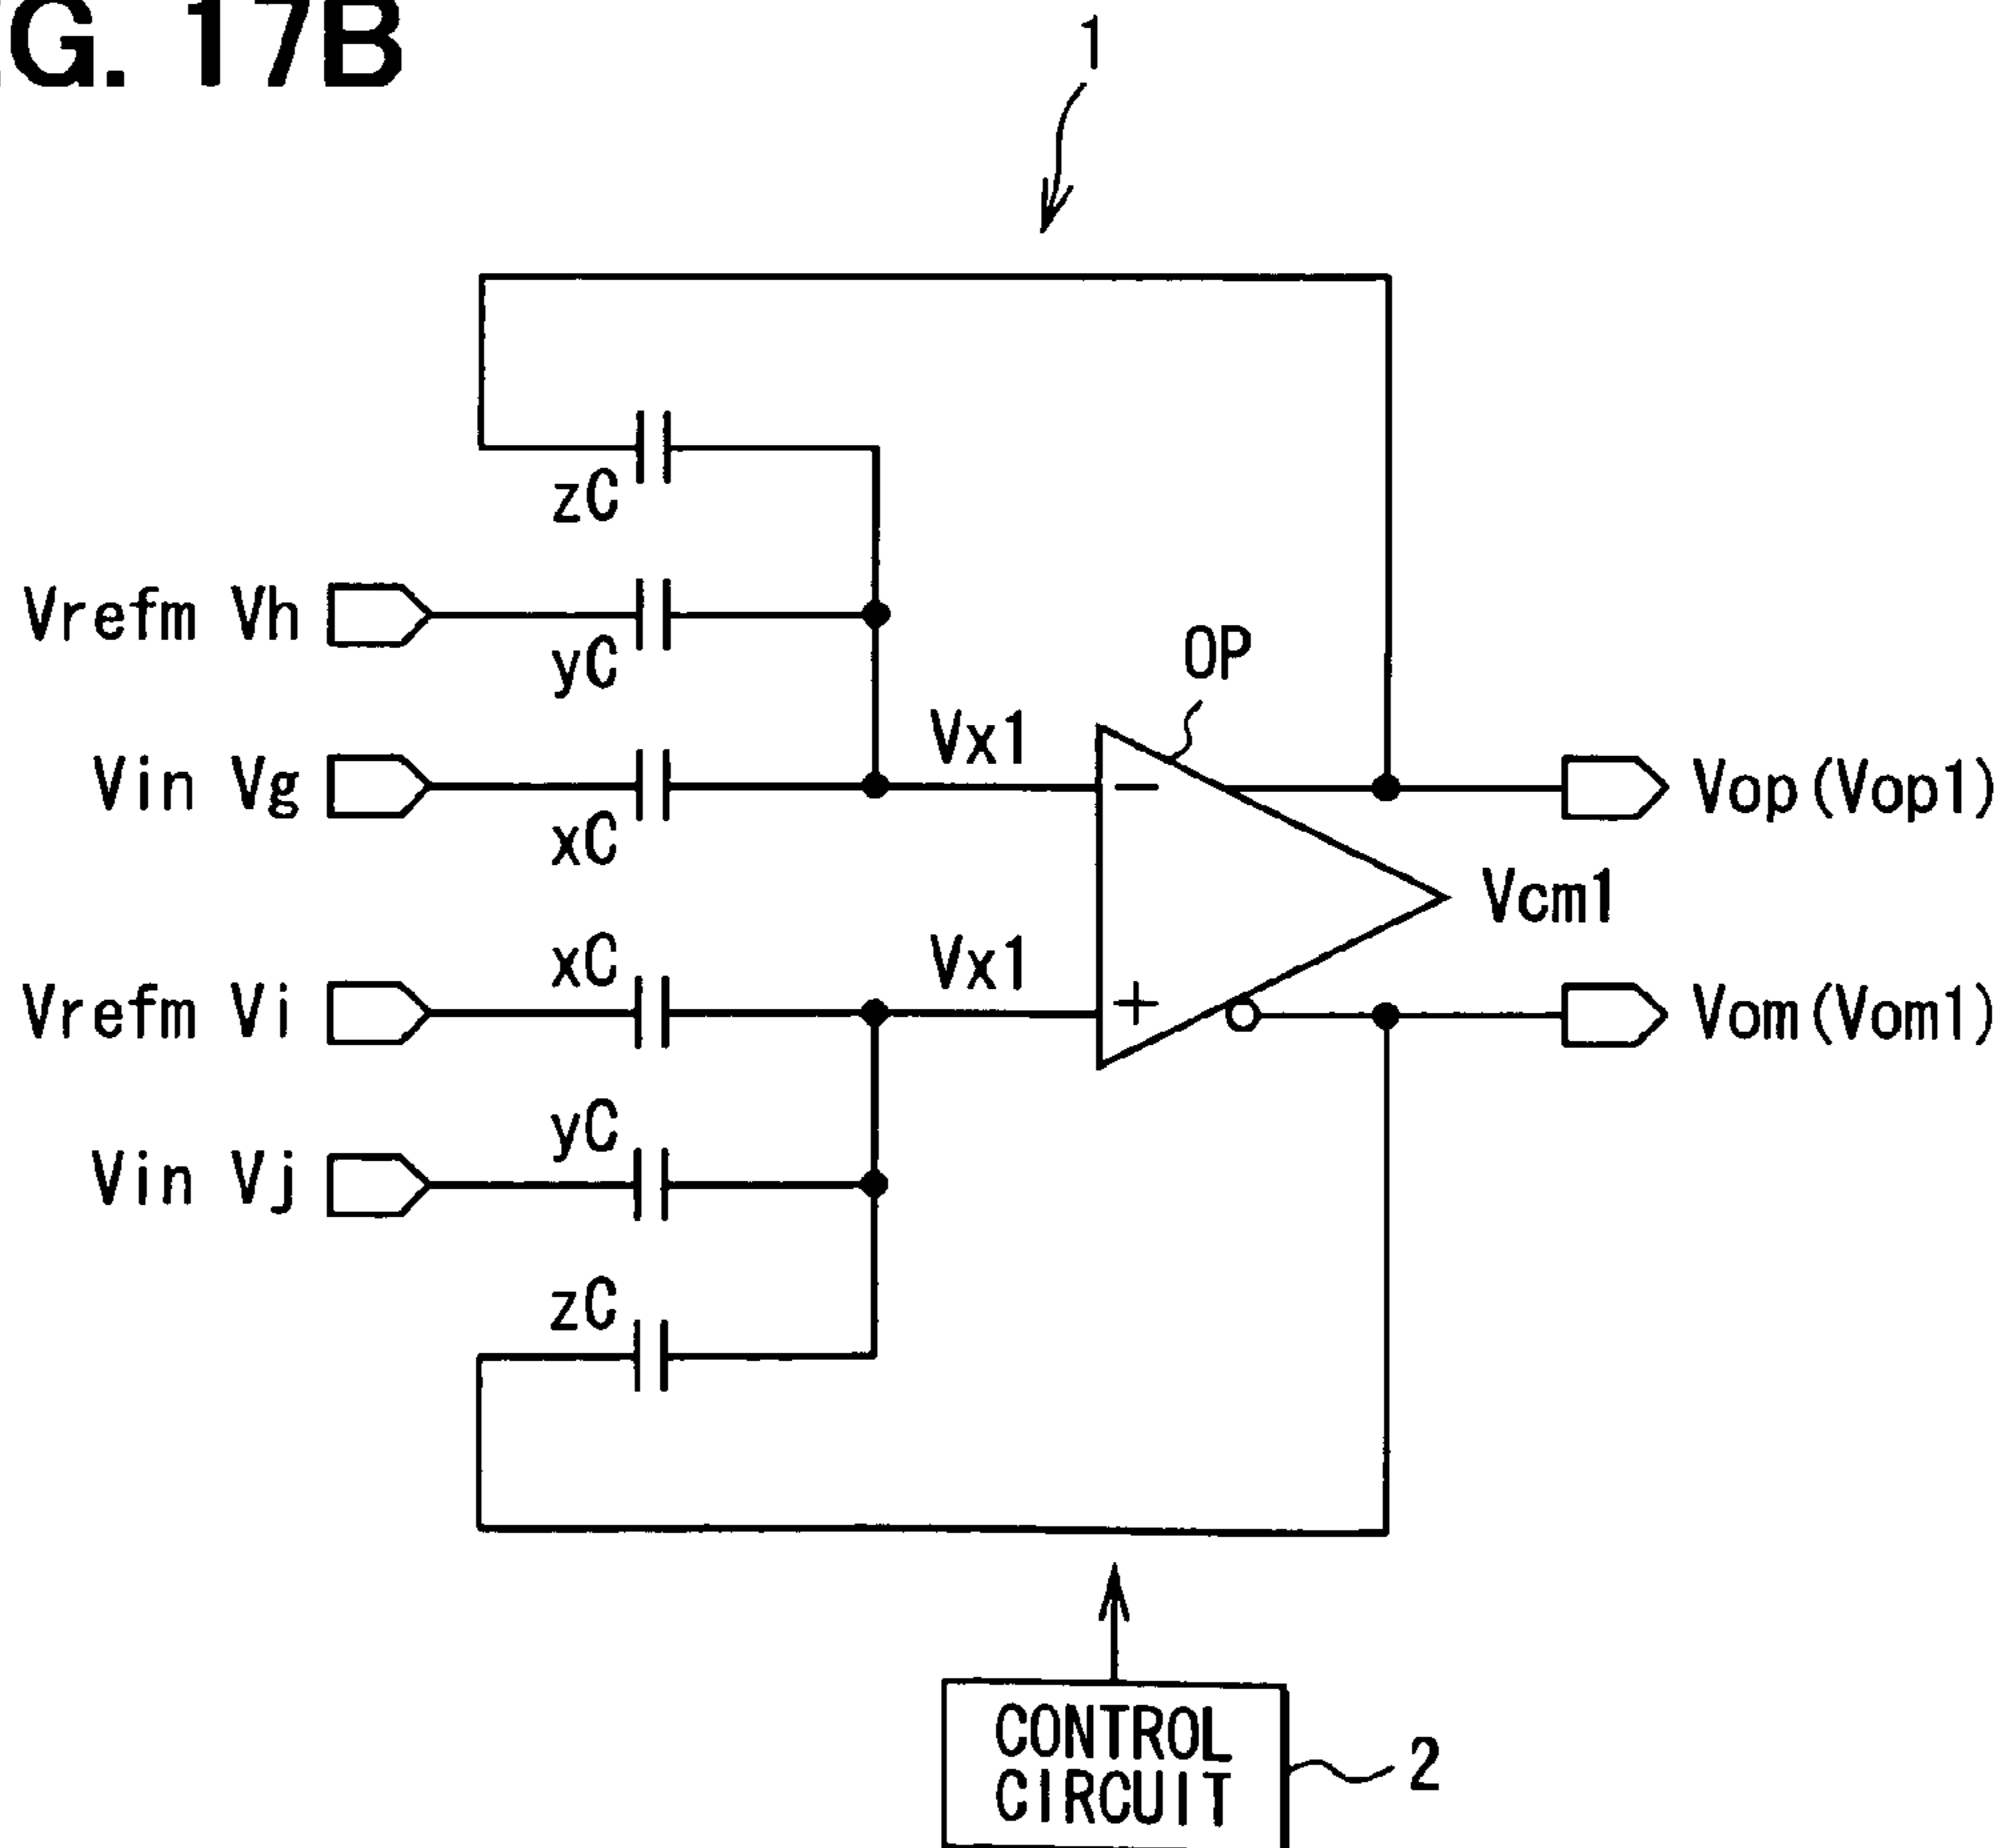 G. 17B
1
zC
Vrefm Vh
yC
OP
Vx1
Vin Vg
xC
−
Vop(Vop1)
Vcm1
xC
Vx1
Vrefm Vi
+
Vom(Vom1)
yC
Vin Vj
zC
CONTROL
CIRCUIT
2